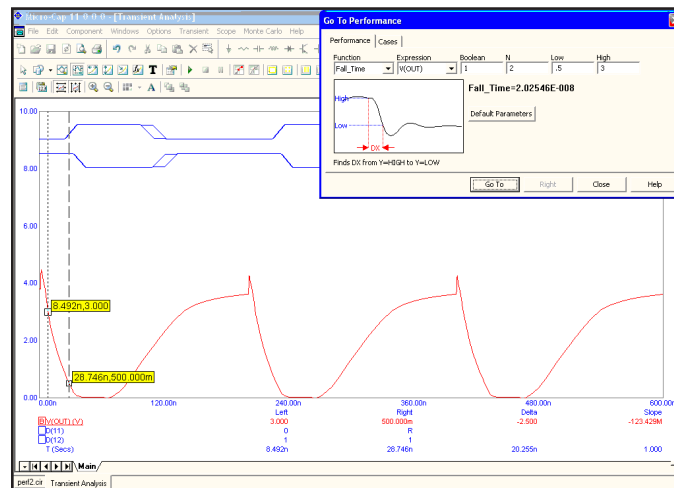 Micro-Cap 11.0.0.0 - [Transient Analysis]
File Edit Component Windows Options Transient Scope Monte Carlo Help
Go To Performance
Performance Cases
Function Expression Boolean N Low High
Fall_Time V(OUT) 1 2 .5 3
High
Low
DX
Fall_Time=2.02546E-008
Default Parameters
Finds DX from Y=HIGH to Y=LOW
Go To Right Close Help
10.00
8.00
6.00
4.00
2.00
0.00
8.492n,3.000
28.746n,500.000m
0.00n 120.00n 240.00n 360.00n 480.00n 600.00n
Left Right Delta Slope
V(OUT) (V) 3.000 500.000m -2.500 -123.429M
D(11) 0 R
D(12) 1 1
T (Secs) 8.492n 28.746n 20.255n 1.000
Main
perf2.cir Transient Analysis